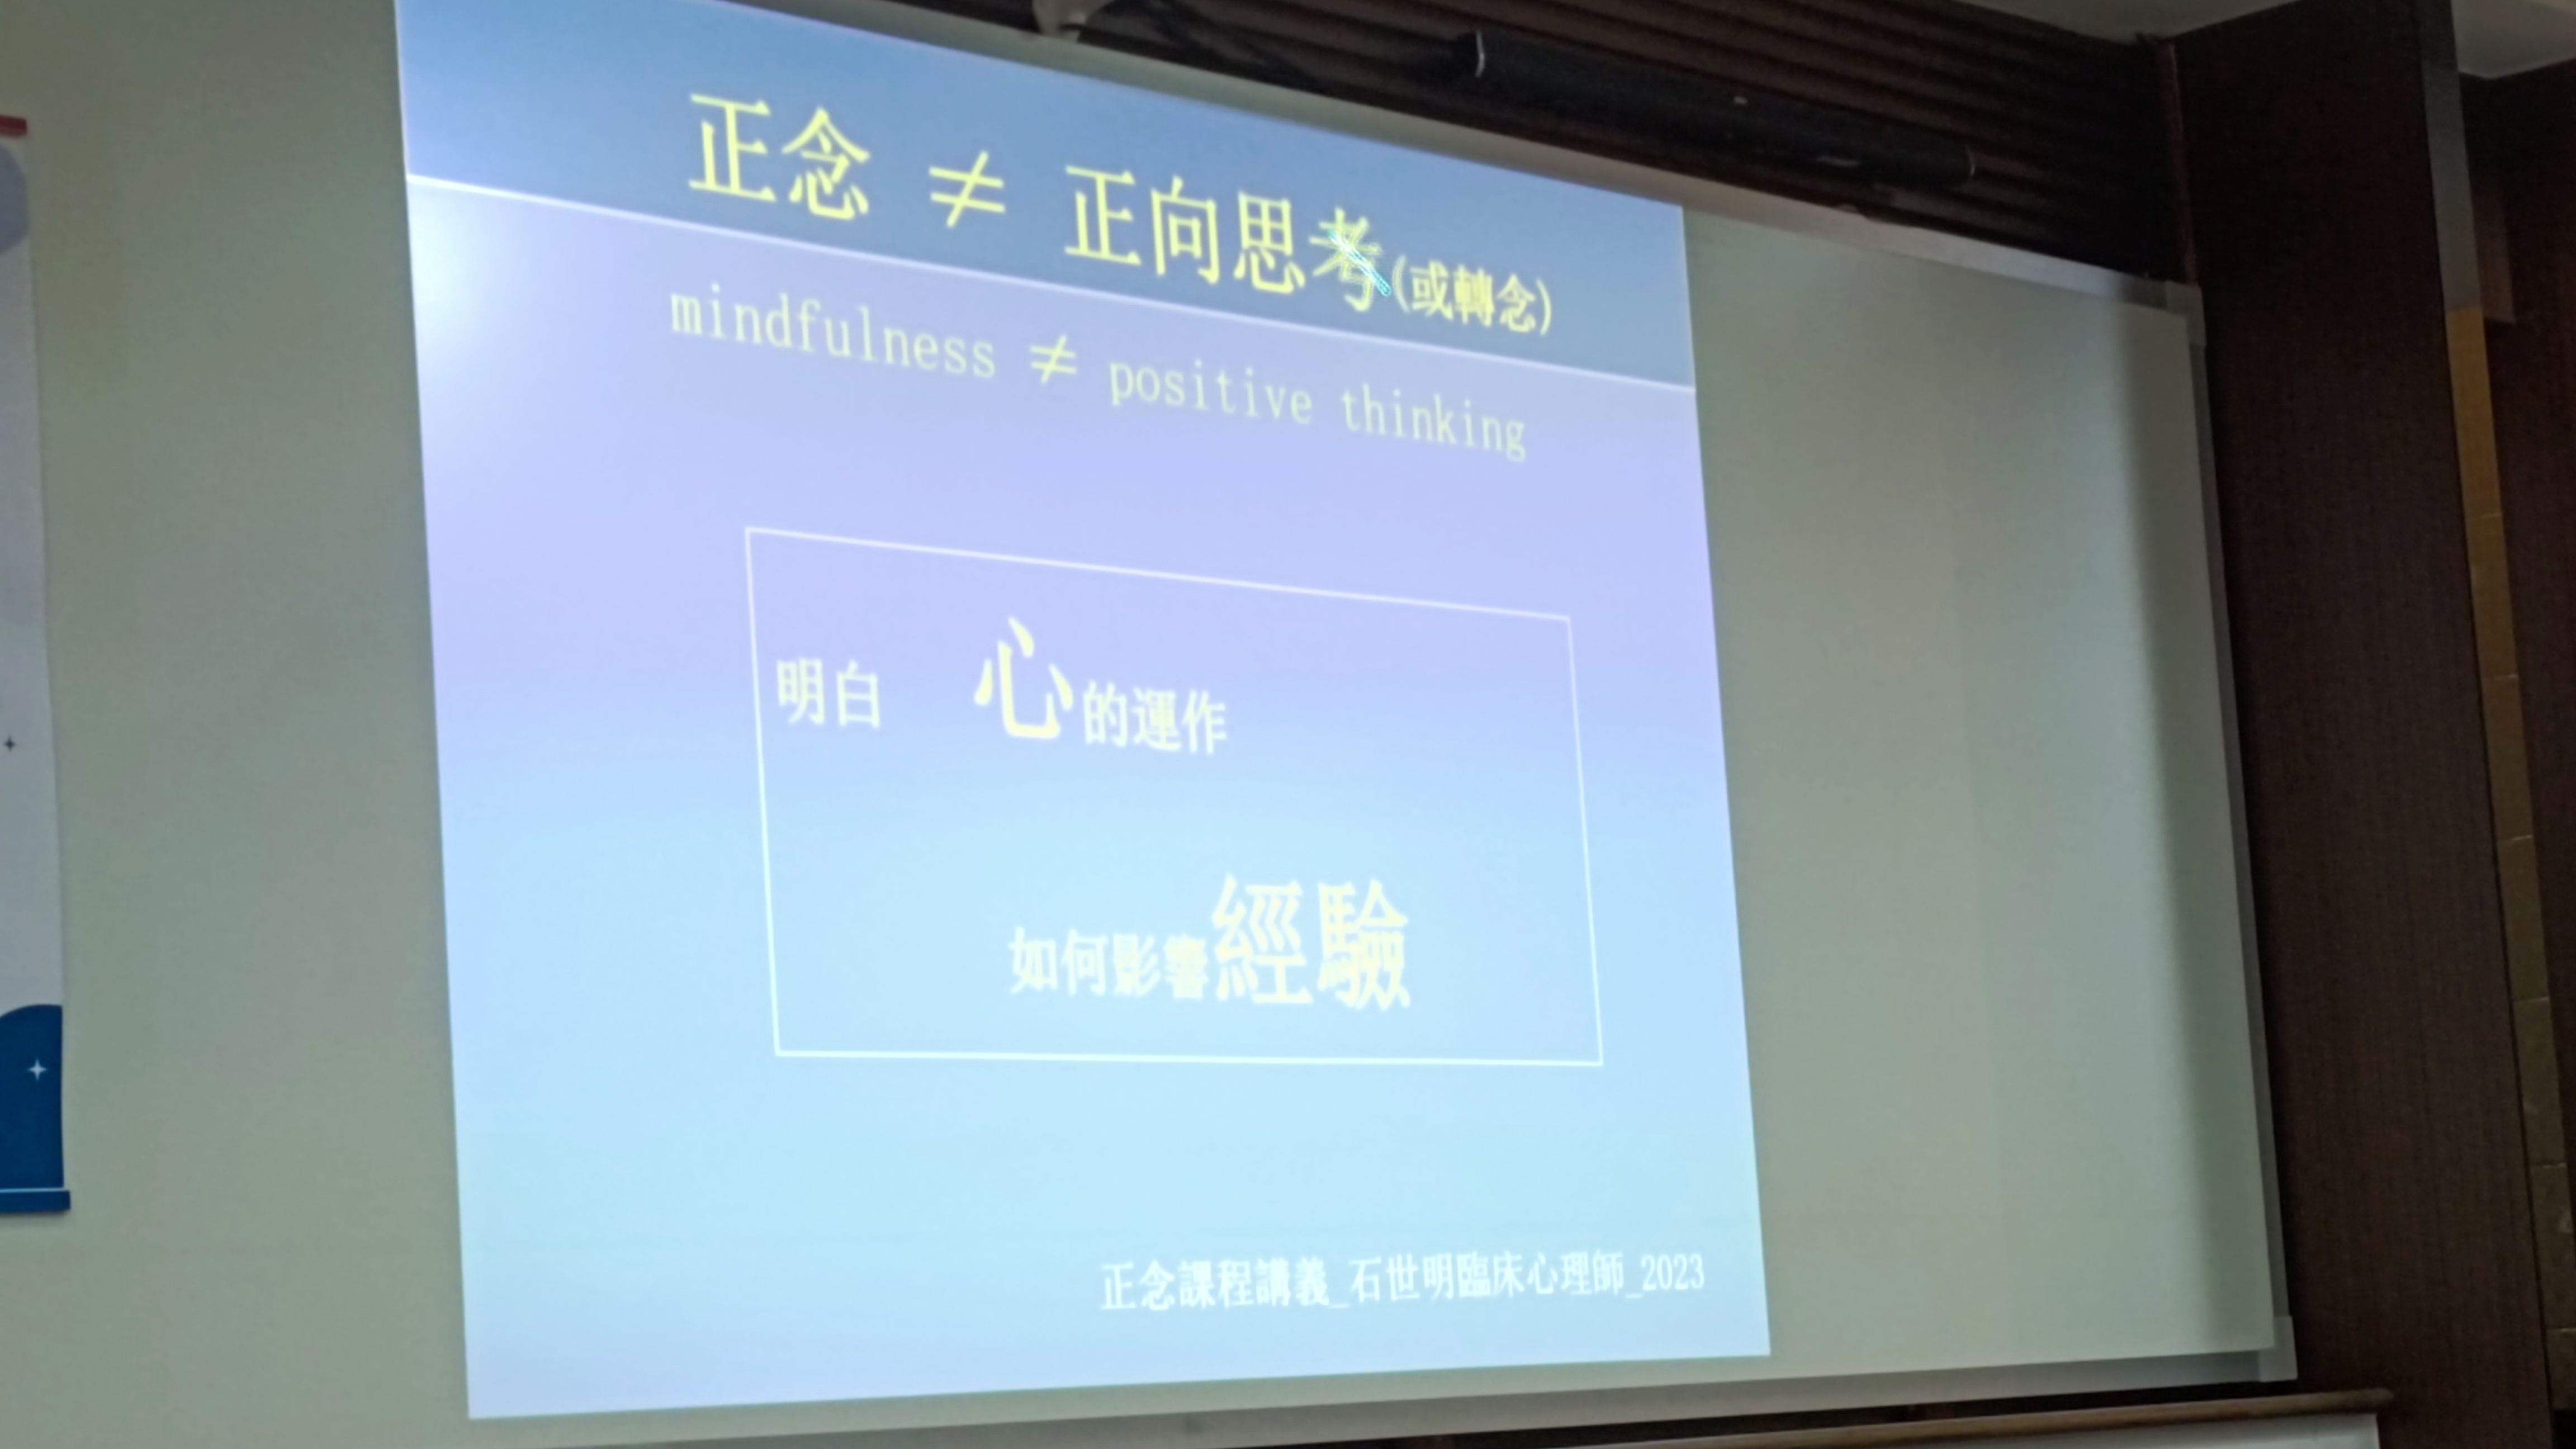 正念 ≠ 正向思考(或轉念)
mindfulness ≠ positive thinking
明白 心的運作
如何影響經驗
正念課程講義_石世明臨床心理師_2023